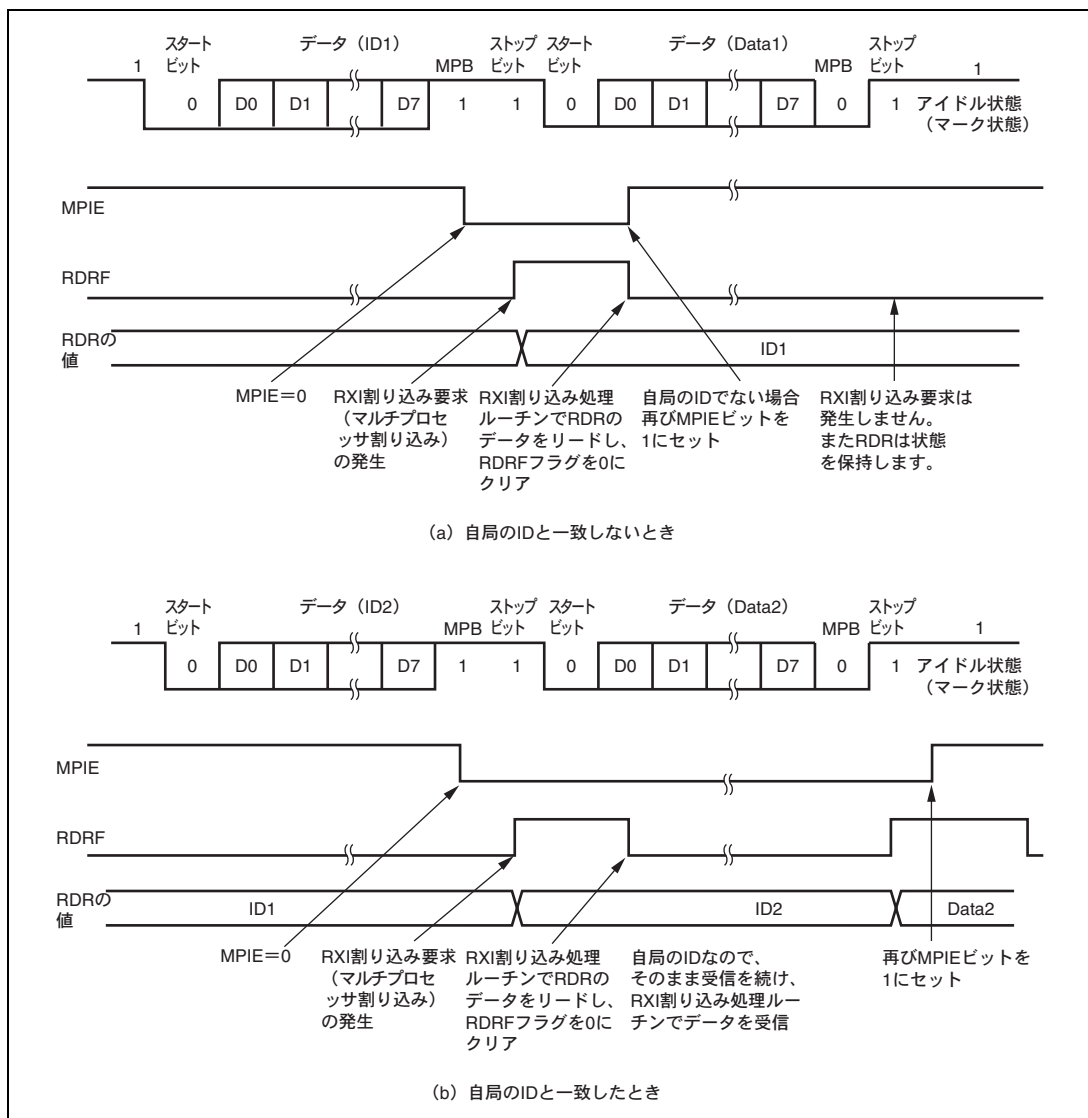 スタート
ビット
データ（ID1）
ストップ
ビット
スタート
ビット
データ（Data1）
ストップ
ビット
1
MPB
MPB
1
0
D0
D1
D7
1
1
0
D0
D1
D7
0
1
アイドル状態
（マーク状態）
MPIE
RDRF
RDRの
値
ID1
MPIE＝0
RXI割り込み要求
（マルチプロセ
ッサ割り込み）
の発生
RXI割り込み処理
ルーチンでRDRの
データをリードし、
RDRFフラグを0に
クリア
自局のIDでない場合
再びMPIEビットを
1にセット
RXI割り込み要求は
発生しません。
またRDRは状態
を保持します。
(a) 自局のIDと一致しないとき
スタート
ビット
データ（ID2）
ストップ
ビット
スタート
ビット
データ（Data2）
ストップ
ビット
1
MPB
MPB
1
0
D0
D1
D7
1
1
0
D0
D1
D7
0
1
アイドル状態
（マーク状態）
MPIE
RDRF
RDRの
値
ID1
ID2
Data2
MPIE＝0
RXI割り込み要求
（マルチプロセ
ッサ割り込み）
の発生
RXI割り込み処理
ルーチンでRDRの
データをリードし、
RDRFフラグを0に
クリア
自局のIDなので、
そのまま受信を続け、
RXI割り込み処理ルー
チンでデータを受信
再びMPIEビットを
1にセット
(b) 自局のIDと一致したとき